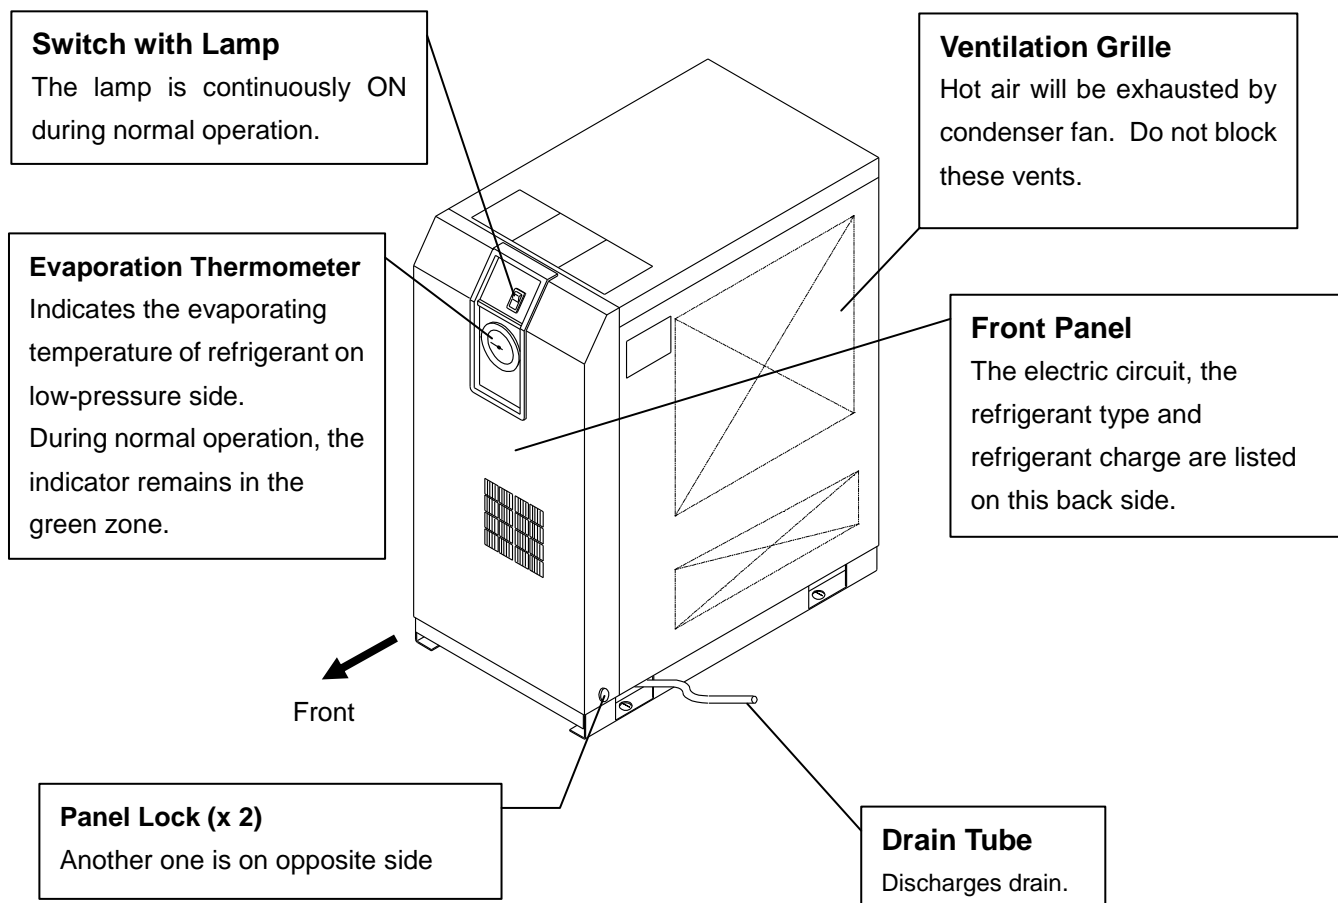 Switch with Lamp
The lamp is continuously ON
during normal operation.
Ventilation Grille
Hot air will be exhausted by
condenser fan. Do not block
these vents.
Evaporation Thermometer
Indicates the evaporating
temperature of refrigerant on
low-pressure side.
During normal operation, the
indicator remains in the
green zone.
Front Panel
The electric circuit, the
refrigerant type and
refrigerant charge are listed
on this back side.
Front
Panel Lock (x 2)
Another one is on opposite side
Drain Tube
Discharges drain.